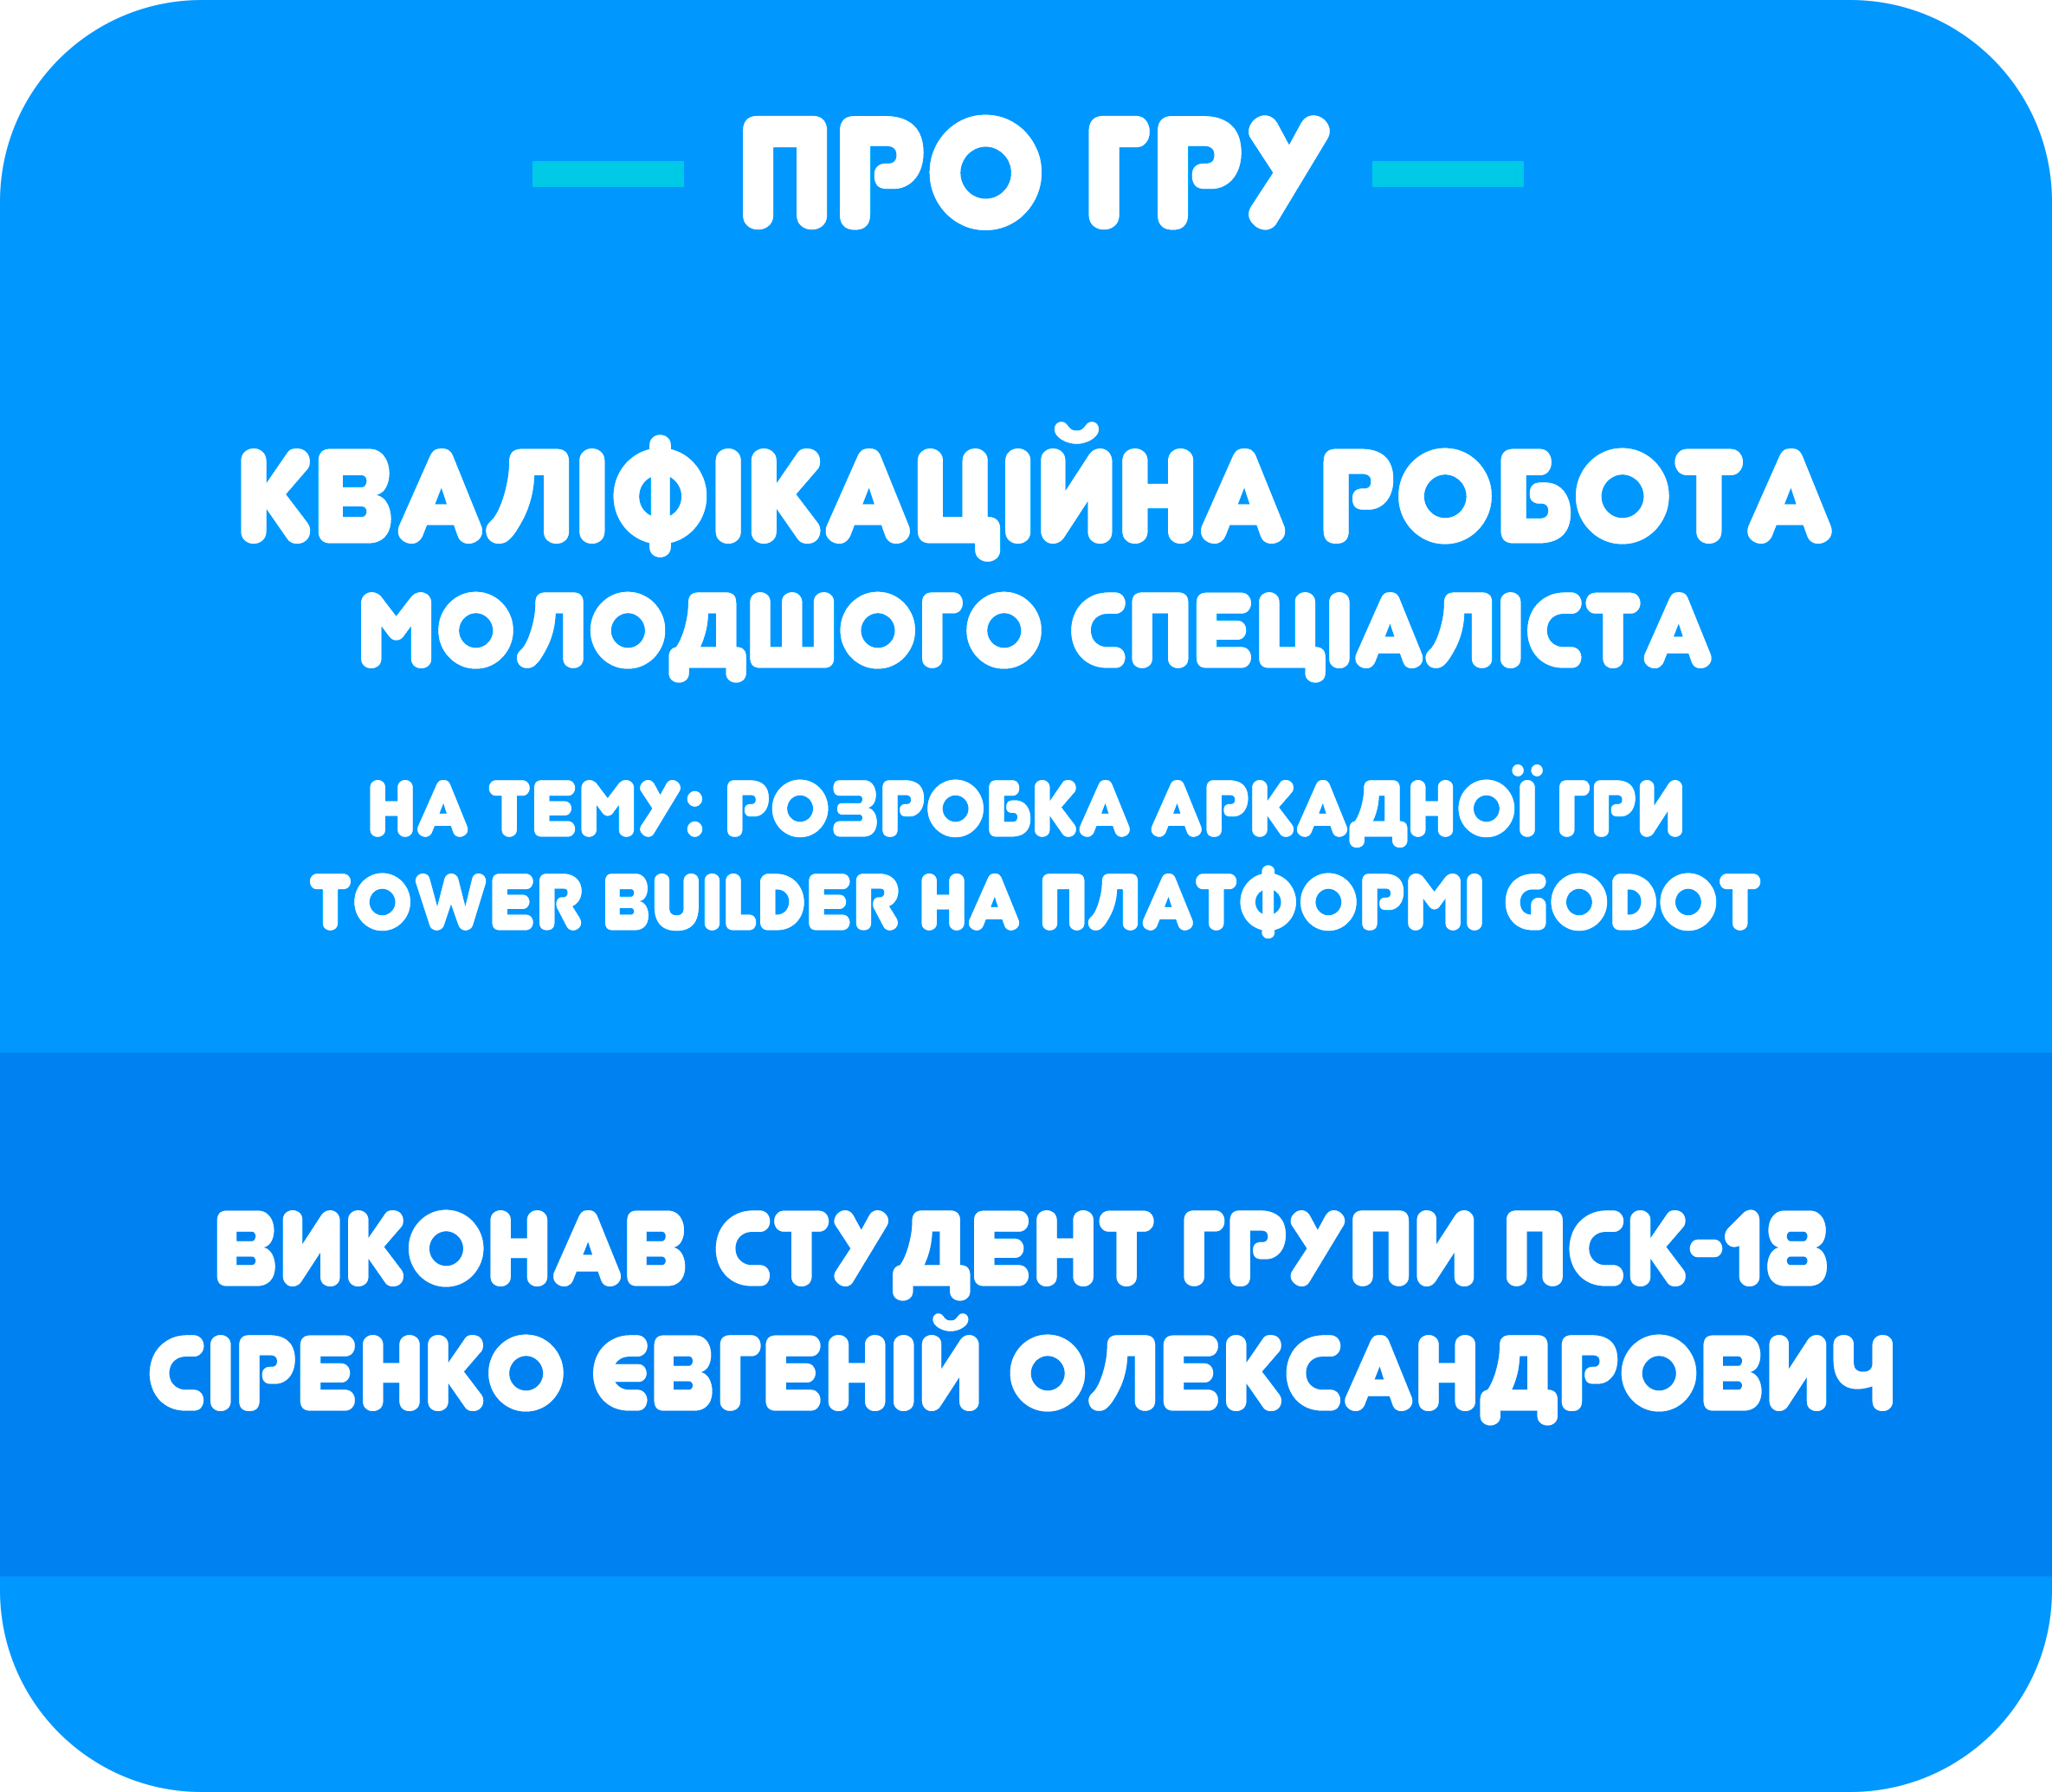 ПРО ГРУ
КВАЛІФІКАЦІЙНА РОБОТА
МОЛОДШОГО СПЕЦІАЛІСТА
НА ТЕМУ: РОЗРОБКА АРКАДНОЇ ГРИ
TOWER BUILDER НА ПЛАТФОРМІ GODOT
ВИКОНАВ СТУДЕНТ ГРУПИ ПСК-18
СІРЕНКО ЄВГЕНІЙ ОЛЕКСАНДРОВИЧ